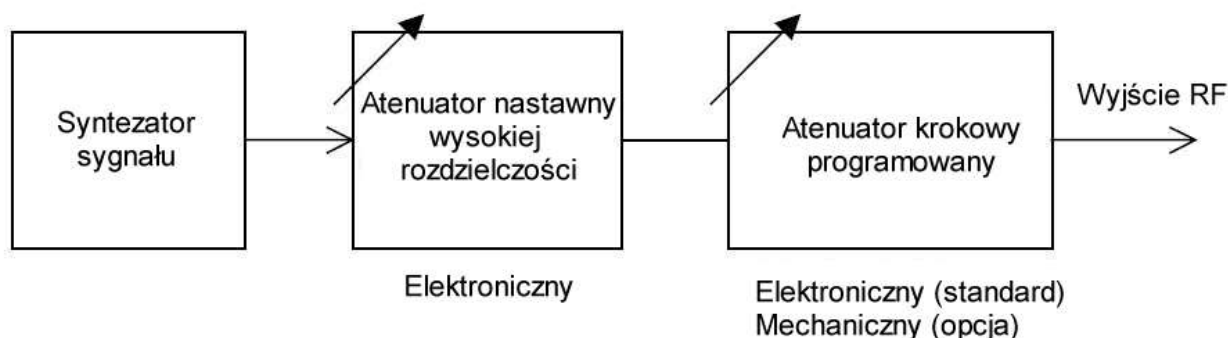 Syntezator
sygnału
Atenuator nastawny
wysokiej
rozdzielczości
Atenuator krokowy
programowany
Wyjście RF
Elektroniczny
Elektroniczny (standard)
Mechaniczny (opcja)